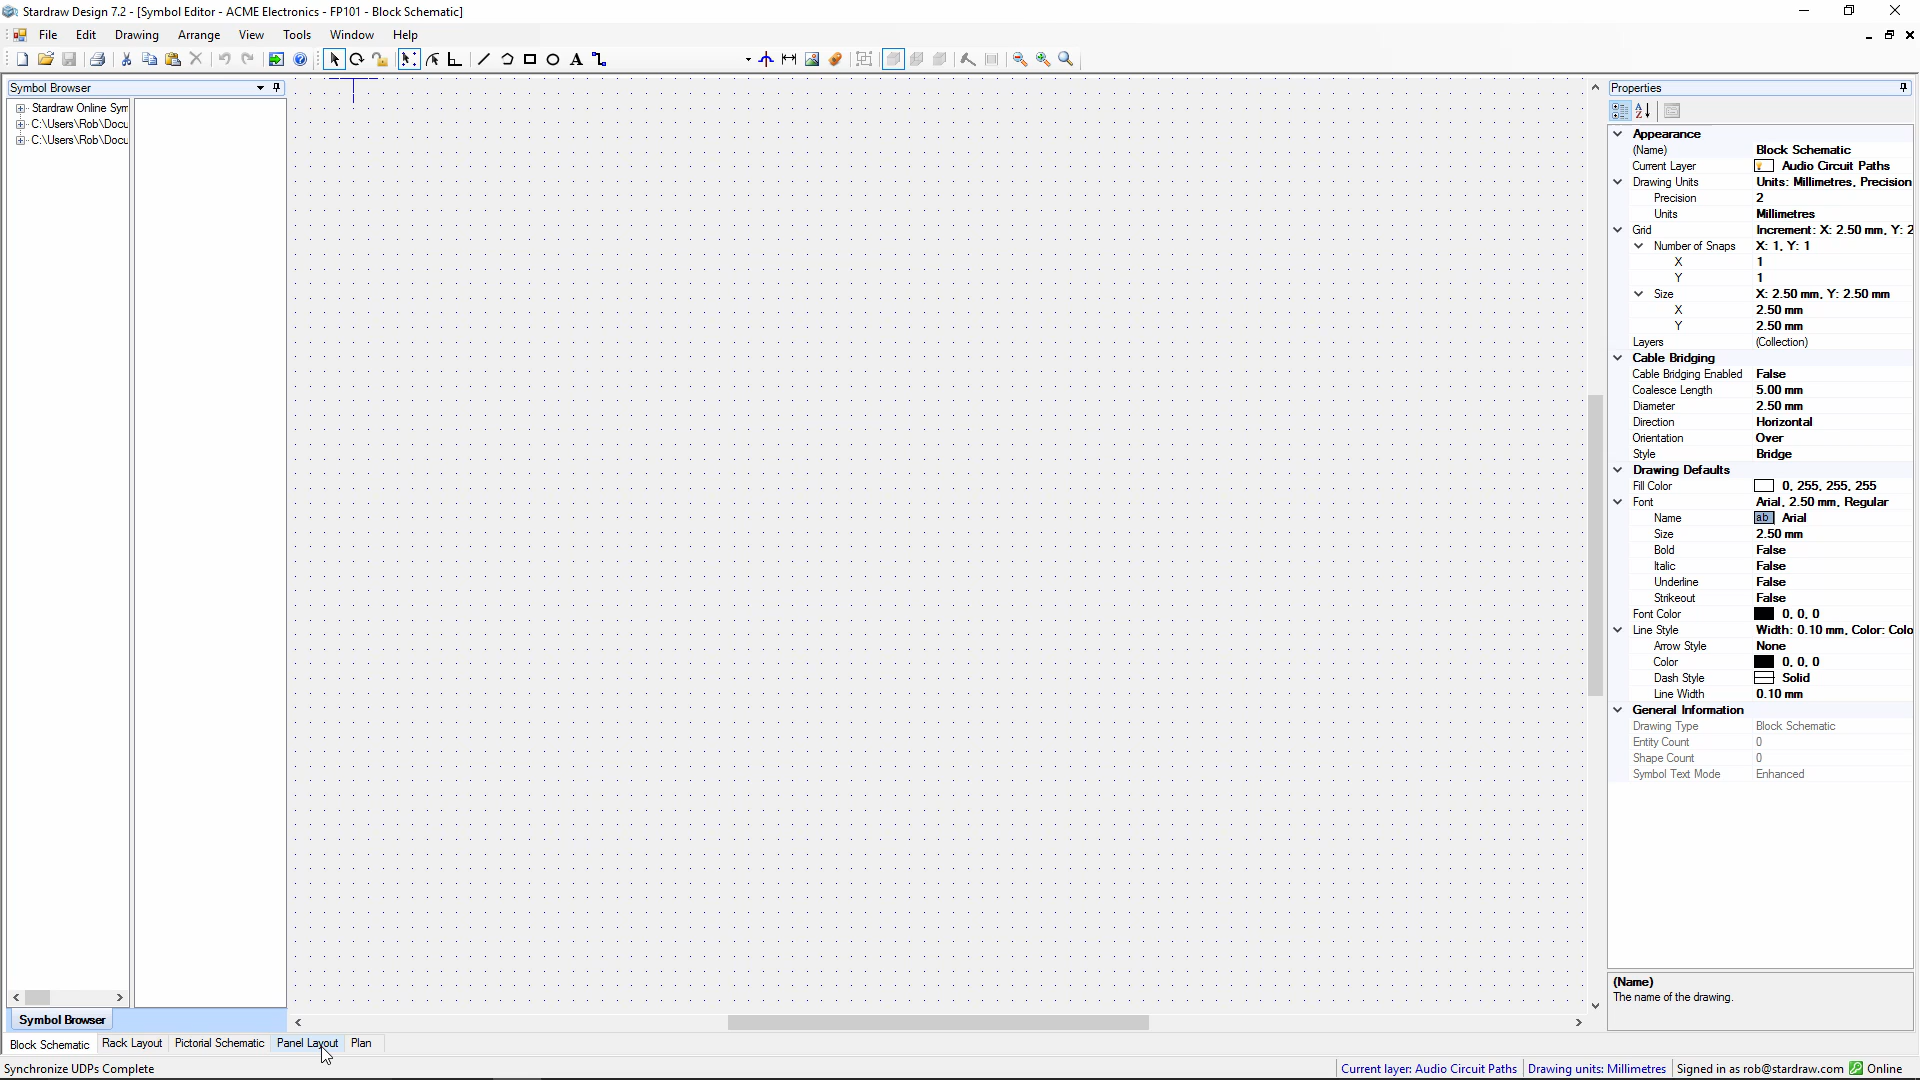 Stardraw Design 7.2 - [Symbol Editor - ACME Electronics - FP101 - Block Schematic]
File Edit Drawing Arrange View Tools Window Help
Symbol Browser
Stardraw Online Sym
C:\Users\Rob\Docu
C:\Users\Rob\Docu
Symbol Browser
Block Schematic Rack Layout Pictorial Schematic Panel Layout Plan
Synchronize UDPs Complete
Properties
Appearance
(Name) Block Schematic
Current Layer Audio Circuit Paths
Drawing Units Units: Millimetres, Precision
Precision 2
Units Millimetres
Grid Increment: X: 2.50 mm, Y: 2
Number of Snaps X: 1, Y: 1
X 1
Y 1
Size X: 2.50 mm, Y: 2.50 mm
X 2.50 mm
Y 2.50 mm
Layers (Collection)
Cable Bridging
Cable Bridging Enabled False
Coalesce Length 5.00 mm
Diameter 2.50 mm
Direction Horizontal
Orientation Over
Style Bridge
Drawing Defaults
Fill Color 0, 255, 255, 255
Font Arial, 2.50 mm, Regular
Name ab Arial
Size 2.50 mm
Bold False
Italic False
Underline False
Strikeout False
Font Color 0, 0, 0
Line Style Width: 0.10 mm, Color: Colo
Arrow Style None
Color 0, 0, 0
Dash Style Solid
Line Width 0.10 mm
General Information
Drawing Type Block Schematic
Entity Count 0
Shape Count 0
Symbol Text Mode Enhanced
(Name)
The name of the drawing.
Current layer: Audio Circuit Paths Drawing units: Millimetres Signed in as rob@stardraw.com Online